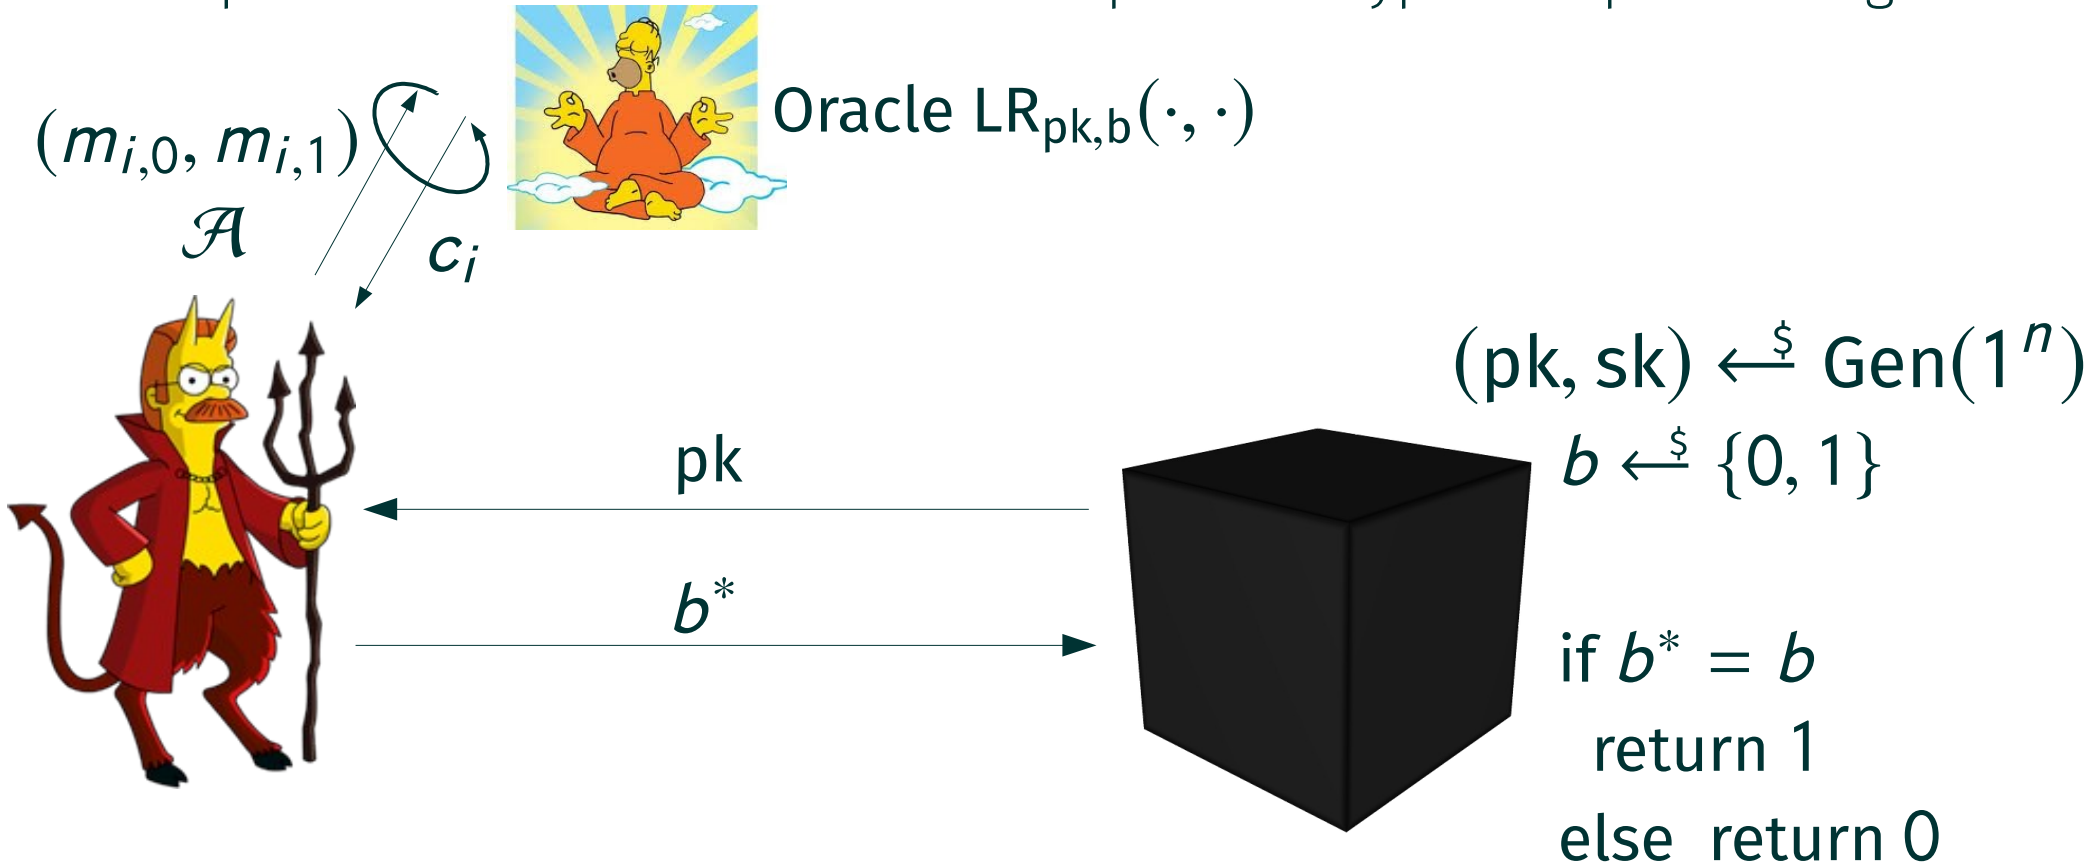 Oracle LR_{pk,b}(·, ·)
(m_{i,0}, m_{i,1})
𝒜
c_i
(pk, sk) ←$ Gen(1^n)
b ←$ {0, 1}
pk
b*
if b* = b
return 1
else return 0